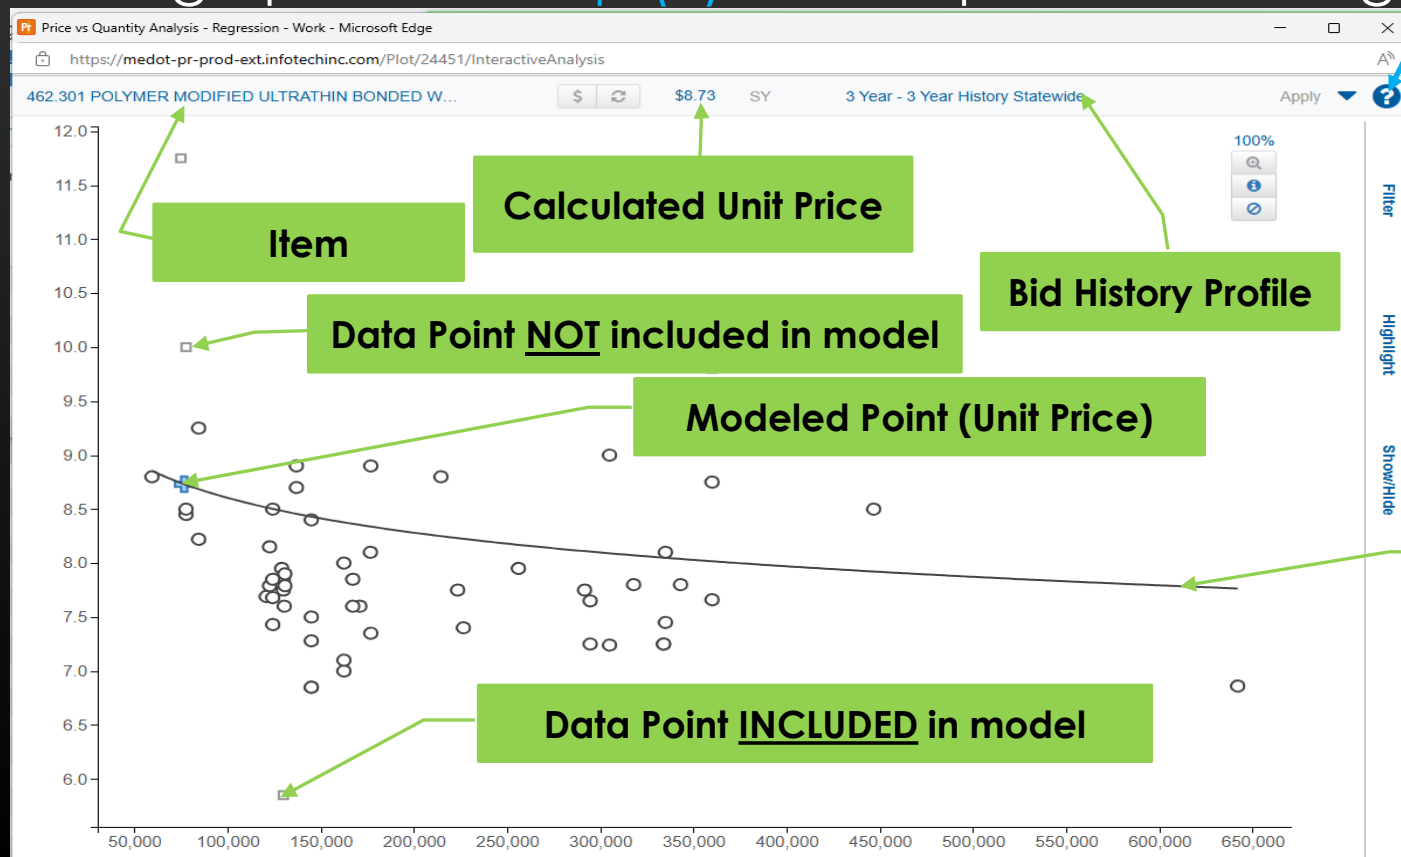 Price vs Quantity Analysis - Regression - Work - Microsoft Edge
https://medot-pr-prod-ext.infotechinc.com/Plot/24451/InteractiveAnalysis
462.301 POLYMER MODIFIED ULTRATHIN BONDED W... $ $8.73 SY 3 Year - 3 Year History Statewide Apply ?
100%
Filter
Highlight
Show/Hide
Item
Calculated Unit Price
Bid History Profile
Data Point NOT included in model
Modeled Point (Unit Price)
Data Point INCLUDED in model
12.0
11.5
11.0
10.5
10.0
9.5
9.0
8.5
8.0
7.5
7.0
6.5
6.0
50,000 100,000 150,000 200,000 250,000 300,000 350,000 400,000 450,000 500,000 550,000 600,000 650,000